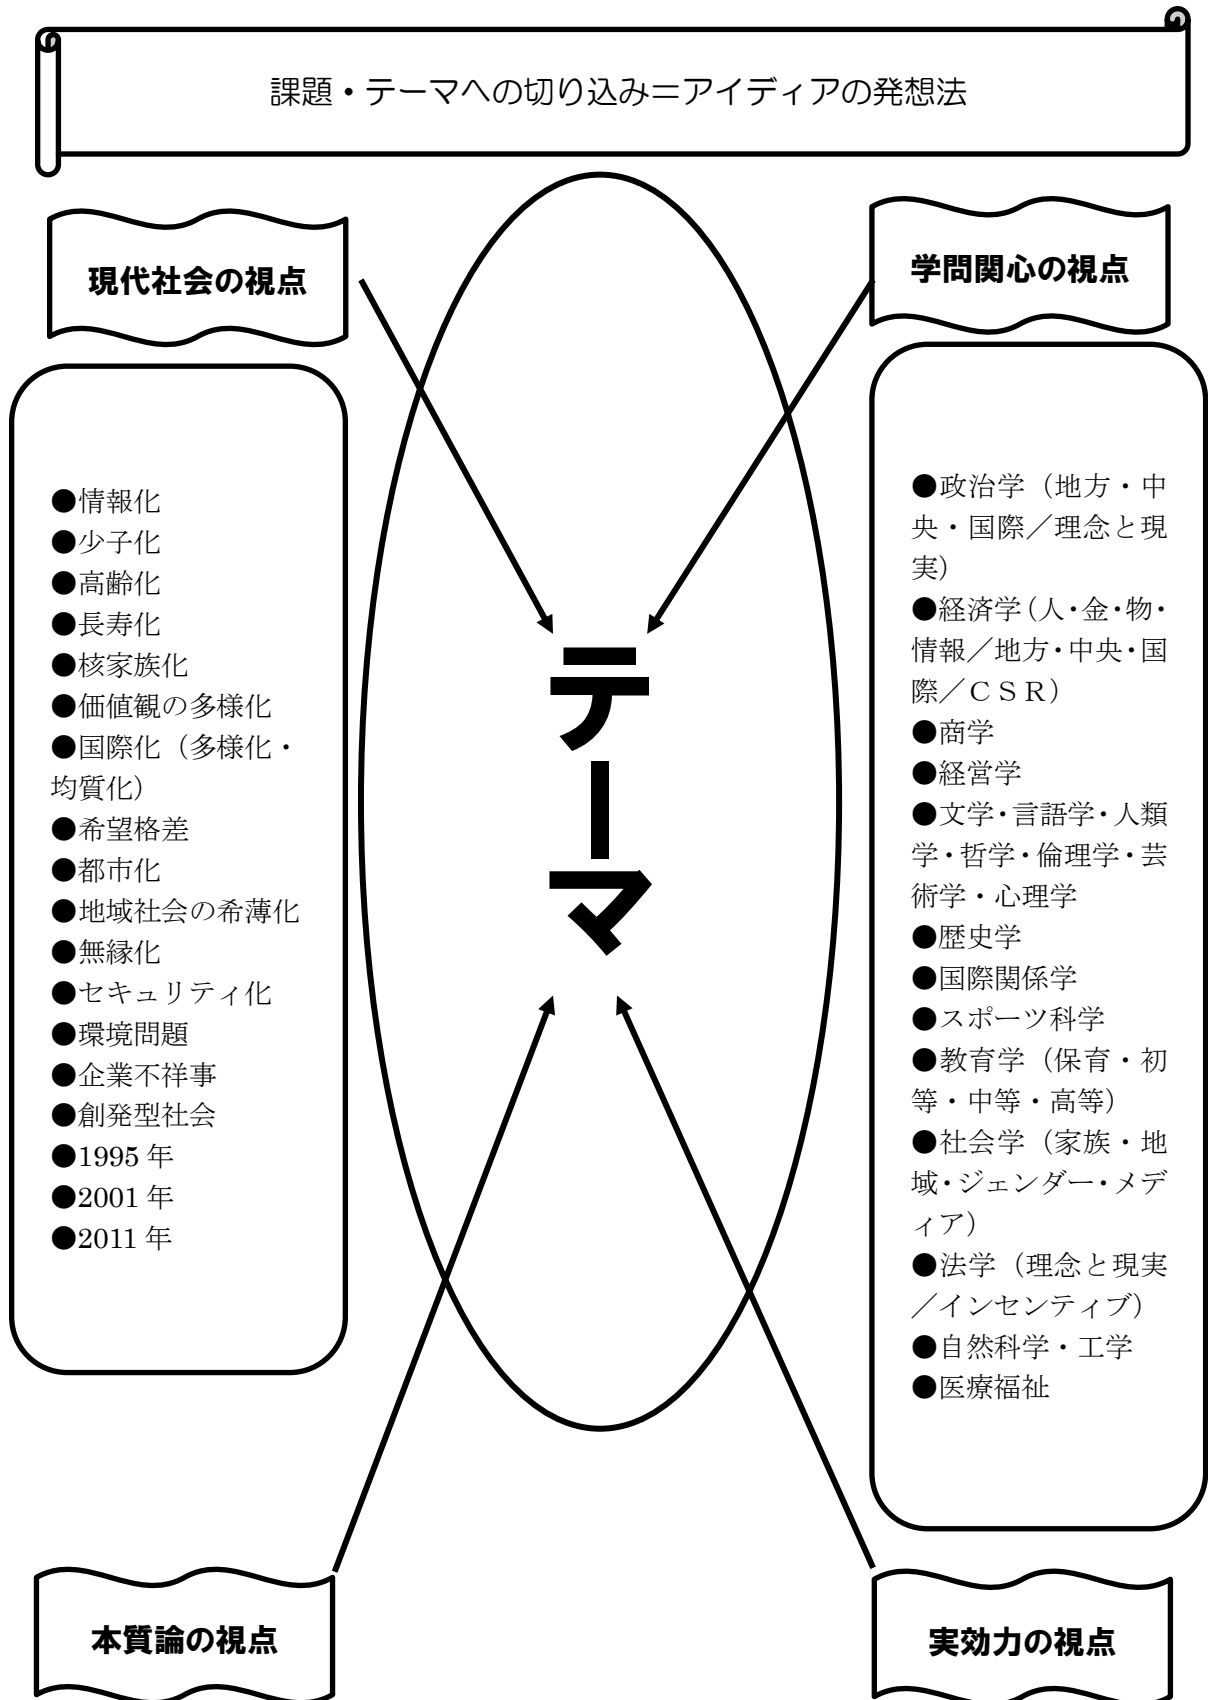 課題・テーマへの切り込み＝アイディアの発想法
現代社会の視点
学問関心の視点
●情報化
●少子化
●高齢化
●長寿化
●核家族化
●価値観の多様化
●国際化（多様化・
均質化）
●希望格差
●都市化
●地域社会の希薄化
●無縁化
●セキュリティ化
●環境問題
●企業不祥事
●創発型社会
●1995 年
●2001 年
●2011 年
テーマ
●政治学（地方・中
央・国際／理念と現
実）
●経済学（人・金・物・
情報／地方・中央・国
際／ＣＳＲ）
●商学
●経営学
●文学・言語学・人類
学・哲学・倫理学・芸
術学・心理学
●歴史学
●国際関係学
●スポーツ科学
●教育学（保育・初
等・中等・高等）
●社会学（家族・地
域・ジェンダー・メデ
ィア）
●法学（理念と現実
／インセンティブ）
●自然科学・工学
●医療福祉
本質論の視点
実効力の視点